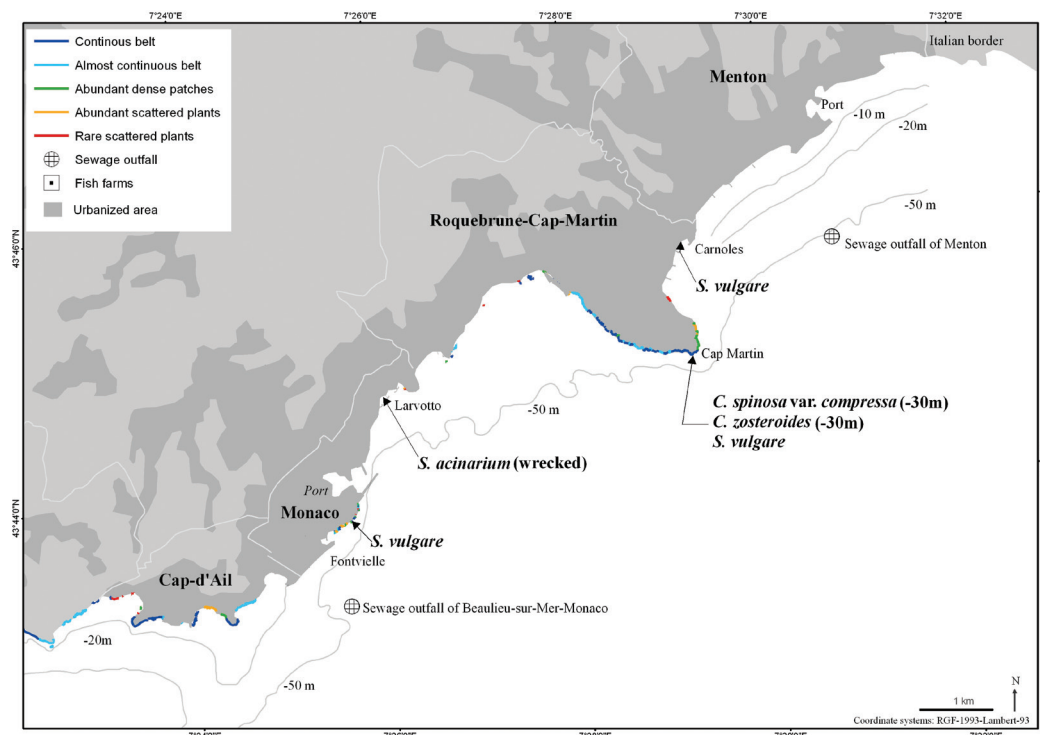 7°24'0"E
7°26'0"E
7°28'0"E
7°30'0"E
7°32'0"E
Continous belt
Almost continuous belt
Abundant dense patches
Abundant scattered plants
Rare scattered plants
Sewage outfall
Fish farms
Urbanized area
Italian border
Menton
Port
-10 m
-20m
-50 m
Roquebrune-Cap-Martin
43°46'0"N
Carnoles
Sewage outfall of Menton
S. vulgare
Cap Martin
C. spinosa var. compressa (-30m)
C. zosteroides (-30m)
S. vulgare
Larvotto
-50 m
S. acinarium (wrecked)
Port
Monaco
43°44'0"N
S. vulgare
Fontvielle
Cap-d'Ail
Sewage outfall of Beaulieu-sur-Mer-Monaco
-20m
-50 m
N
1 km
Coordinate systems: RGF-1993-Lambert-93